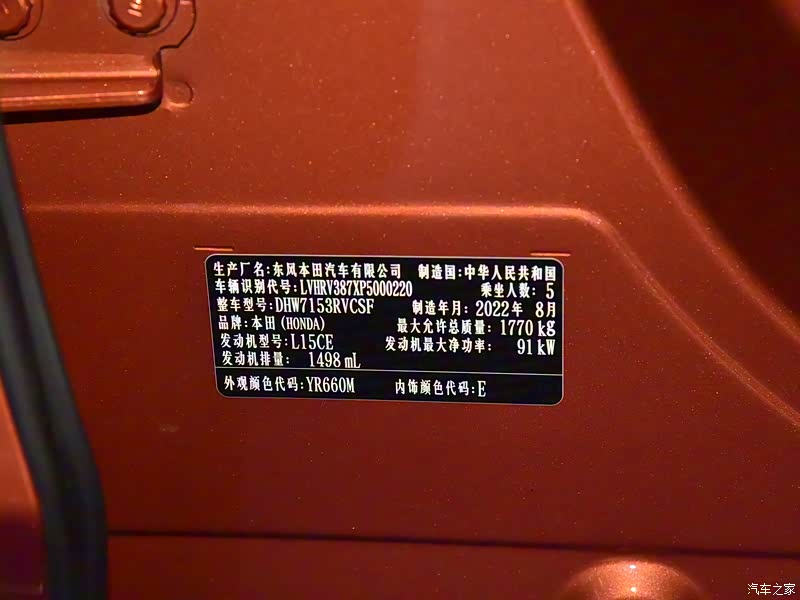 生产厂名:东风本田汽车有限公司 制造国:中华人民共和国
车辆识别代号:LVHRV387XP5000220 乘坐人数: 5
整车型号:DHW7153RVCSF 制造年月: 2022年 8月
品牌:本田(HONDA) 最大允许总质量: 1770 kg
发动机型号:L15CE 发动机最大净功率: 91 kW
发动机排量: 1498 mL
外观颜色代码:YR660M 内饰颜色代码:E
汽车之家